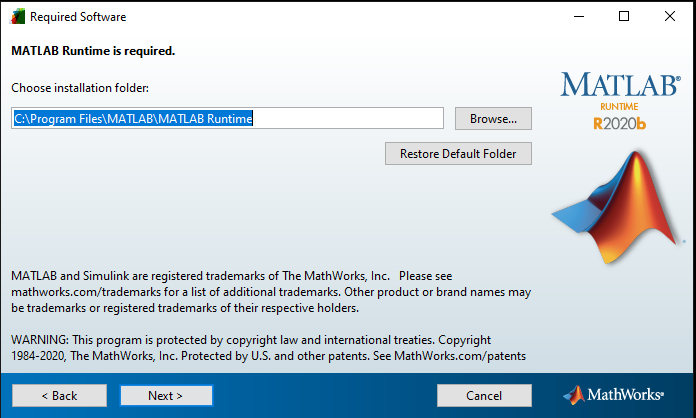 Required Software
MATLAB Runtime is required.
Choose installation folder:
C:\Program Files\MATLAB\MATLAB Runtime
Browse...
Restore Default Folder
MATLAB®
RUNTIME
R2020b
MATLAB and Simulink are registered trademarks of The MathWorks, Inc.   Please see
mathworks.com/trademarks for a list of additional trademarks. Other product or brand names may
be trademarks or registered trademarks of their respective holders.
WARNING: This program is protected by copyright law and international treaties. Copyright
1984-2020, The MathWorks, Inc. Protected by U.S. and other patents. See MathWorks.com/patents
< Back
Next >
Cancel
MathWorks®